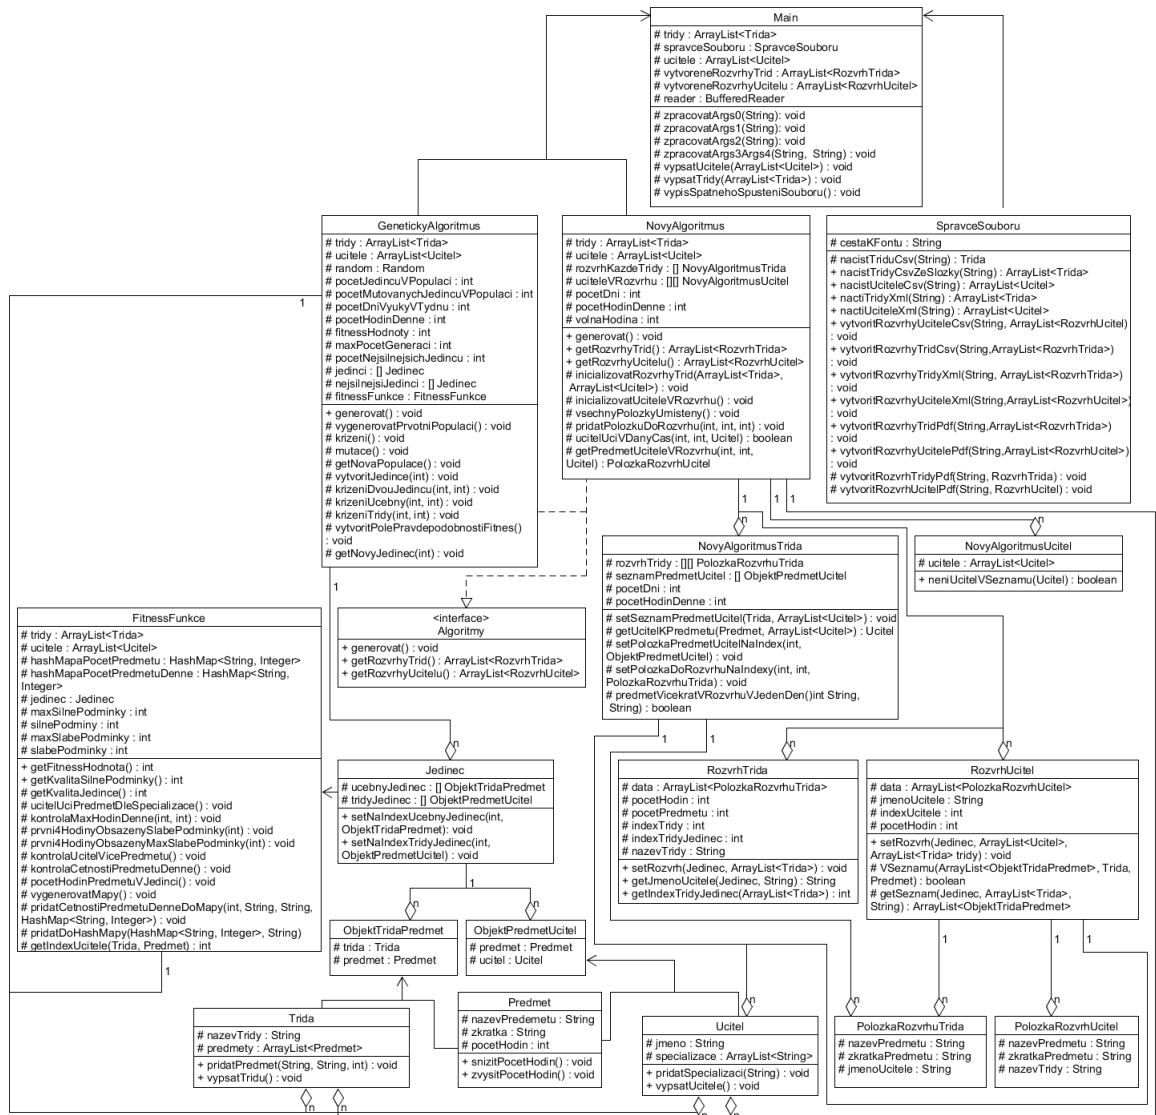 Main
# tridy : ArrayList<Trida>
# spravceSouboru : SpravceSouboru
# ucitele : ArrayList<Ucitel>
# vytvoreneRozvrhyTrid : ArrayList<RozvrhTrida>
# vytvoreneRozvrhyUcitelu : ArrayList<RozvrhUcitel>
# reader : BufferedReader
# zpracovatArgs0(String): void
# zpracovatArgs1(String): void
# zpracovatArgs2(String): void
# zpracovatArgs3Args4(String, String) : void
# vypsatUcitele(ArrayList<Ucitel>) : void
# vypsatTridy(ArrayList<Trida>) : void
# vypisSpatnehoSpusteniSouboru() : void
GenetickyAlgoritmus
# tridy : ArrayList<Trida>
# ucitele : ArrayList<Ucitel>
# random : Random
# pocetJedincuVPopulaci : int
# pocetMutovanychJedincuVPopulaci : int
# pocetDniVyukyVTydnu : int
# pocetHodinDenne : int
# fitnessHodnoty : int
# maxPocetGeneraci : int
# pocetNejsilnejsichJedincu : int
# jedinci : [] Jedinec
# nejsilnejsiJedinci : [] Jedinec
# fitnessFunkce : FitnessFunkce
+ generovat() : void
# vygenerovatPrvotniPopulaci() : void
# krizeni() : void
# mutace() : void
# getNovaPopulace() : void
# vytvoritJedince(int) : void
# krizeniDvouJedincu(int, int) : void
# krizeniUcebny(int, int) : void
# krizeniTridy(int, int) : void
# vytvoritPolePravdepodobnostiFitnes()
: void
# getNovyJedinec(int) : void
NovyAlgoritmus
# tridy : ArrayList<Trida>
# ucitele : ArrayList<Ucitel>
# rozvrhKazdeTridy : [] NovyAlgoritmusTrida
# uciteleVRozvrhu : [][] NovyAlgoritmusUcitel
# pocetDni : int
# pocetHodinDenne : int
# volnaHodina : int
+ generovat() : void
+ getRozvrhyTrid() : ArrayList<RozvrhTrida>
+ getRozvrhyUcitelu() : ArrayList<RozvrhUcitel>
# inicializovatRozvrhyTrid(ArrayList<Trida>,
ArrayList<Ucitel>) : void
# inicializovatUciteleVRozvrhu() : void
# vsechnyPolozkyUmisteny() : void
# pridatPolozkuDoRozvrhu(int, int, int) : void
# ucitelUciVDanyCas(int, int, Ucitel) : boolean
# getPredmetUciteleVRozvrhu(int, int,
Ucitel) : PolozkaRozvrhUcitel
SpravceSouboru
# cestaKFontu : String
# nacistTriduCsv(String) : Trida
+ nacistTridyCsvZeSlozky(String) : ArrayList<Trida>
+ nacistUciteleCsv(String) : ArrayList<Ucitel>
+ nactiTridyXml(String) : ArrayList<Trida>
+ nactiUciteleXml(String) : ArrayList<Ucitel>
+ vytvoritRozvrhyUciteleCsv(String, ArrayList<RozvrhUcitel)
: void
+ vytvoritRozvrhyTridCsv(String,ArrayList<RozvrhTrida>)
: void
+ vytvoritRozvrhyTridyXml(String, ArrayList<RozvrhTrida>)
: void
+ vytvoritRozvrhyUciteleXml(String,ArrayList<RozvrhUcitel>)
: void
+ vytvoritRozvrhyTridPdf(String,ArrayList<RozvrhTrida>)
: void
+ vytvoritRozvrhyUcitelePdf(String,ArrayList<RozvrhUcitel>)
: void
# vytvoritRozvrhTridyPdf(String, RozvrhTrida) : void
# vytvoritRozvrhUcitelPdf(String, RozvrhUcitel) : void
1
1
1
1
n
n
NovyAlgoritmusTrida
# rozvrhTridy : [][] PolozkaRozvrhuTrida
# seznamPredmetUcitel : [] ObjektPredmetUcitel
# pocetDni : int
# pocetHodinDenne : int
# setSeznamPredmetUcitel(Trida, ArrayList<Ucitel>) : void
# getUcitelKPredmetu(Predmet, ArrayList<Ucitel>) : Ucitel
# setPolozkaPredmetUcitelNaIndex(int,
ObjektPredmetUcitel) : void
# setPolozkaDoRozvrhuNaIndexy(int, int,
PolozkaRozvrhuTrida) : void
# predmetVicekratVRozvrhuVJedenDen()int String,
String) : boolean
NovyAlgoritmusUcitel
# ucitele : ArrayList<Ucitel>
+ neniUcitelVSeznamu(Ucitel) : boolean
1
<interface>
Algoritmy
+ generovat() : void
+ getRozvrhyTrid() : ArrayList<RozvrhTrida>
+ getRozvrhyUcitelu() : ArrayList<RozvrhUcitel>
FitnessFunkce
# tridy : ArrayList<Trida>
# ucitele : ArrayList<Ucitel>
# hashMapaPocetPredmetu : HashMap<String, Integer>
# hashMapaPocetPredmetuDenne : HashMap<String,
Integer>
# jedinec : Jedinec
# maxSilnePodminky : int
# silnePodminy : int
# maxSlabePodminky : int
# slabePodminky : int
+ getFitnessHodnota() : int
+ getKvalitaSilnePodminky() : int
# getKvalitaJedince() : int
# ucitelUciPredmetDleSpecializace() : void
# kontrolaMaxHodinDenne(int, int) : void
# prvni4HodinyObsazenySlabePodminky(int) : void
# prvni4HodinyObsazenyMaxSlabePodminky(int) : void
# kontrolaUcitelVicePredmetu() : void
# kontrolaCetnostiPredmetuDenne() : void
# pocetHodinPredmetuVJedinci() : void
# vygenerovatMapy() : void
# pridatCetnostiPredmetuDenneDoMapy(int, String, String,
HashMap<String, Integer>) : void
# pridatDoHashMapy(HashMap<String, Integer>, String)
# getIndexUcitele(Trida, Predmet) : int
1
1
1
n
n
n
Jedinec
# ucebnyJedinec : [] ObjektTridaPredmet
# tridyJedinec : [] ObjektPredmetUcitel
+ setNaIndexUcebnyJedinec(int,
ObjektTridaPredmet): void
+ setNaIndexTridyJedinec(int,
ObjektPredmetUcitel) : void
RozvrhTrida
# data : ArrayList<PolozkaRozvrhuTrida>
# pocetHodin : int
# pocetPredmetu : int
# indexTridy : int
# indexTridyJedinec : int
# nazevTridy : String
+ setRozvrh(Jedinec, ArrayList<Trida>) : void
# getJmenoUcitele(Jedinec, String) : String
# getIndexTridyJedinec(ArrayList<Trida>) : int
RozvrhUcitel
# data : ArrayList<PolozkaRozvrhUcitel>
# jmenoUcitele : String
# indexUcitele : int
# pocetHodin : int
+ setRozvrh(Jedinec, ArrayList<Ucitel>,
ArrayList<Trida> tridy) : void
# VSeznamu(ArrayList<ObjektTridaPredmet>, Trida,
Predmet) : boolean
# getSeznam(Jedinec, ArrayList<Trida>,
String) : ArrayList<ObjektTridaPredmet>
1
n
n
1
1
1
ObjektTridaPredmet
# trida : Trida
# predmet : Predmet
ObjektPredmetUcitel
# predmet : Predmet
# ucitel : Ucitel
n
n
n
Trida
# nazevTridy : String
# predmety : ArrayList<Predmet>
+ pridatPredmet(String, String, int) : void
+ vypsatTridu() : void
Predmet
# nazevPredemetu : String
# zkratka : String
# pocetHodin : int
+ snizitPocetHodin() : void
+ zvysitPocetHodin() : void
Ucitel
# jmeno : String
# specializace : ArrayList<String>
+ pridatSpecializaci(String) : void
+ vypsatUcitele() : void
PolozkaRozvrhuTrida
# nazevPredmetu : String
# zkratkaPredmetu : String
# jmenoUcitele : String
PolozkaRozvrhUcitel
# nazevPredmetu : String
# zkratkaPredmetu : String
# nazevTridy : String
n
n
n
n